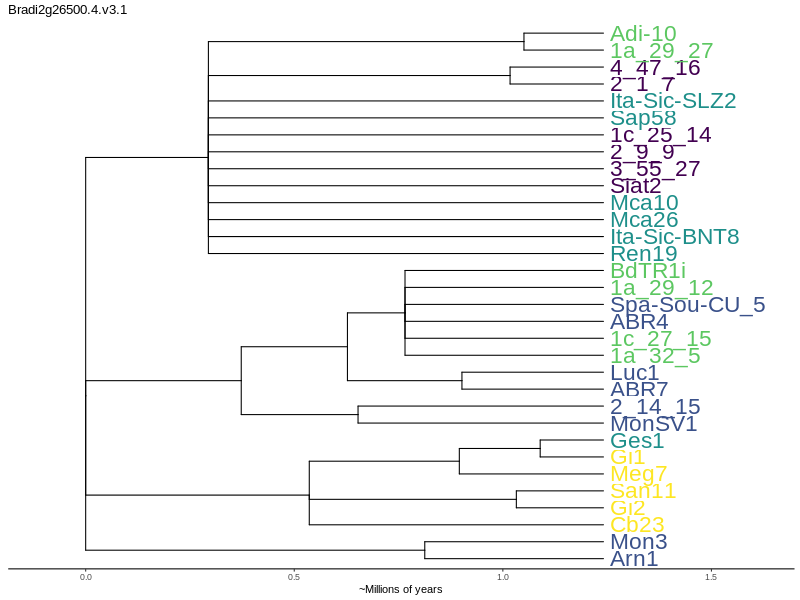 Bradi2g26500.4.v3.1
Adi-10
1a_29_27
4_47_16
2_1_7
Ita-Sic-SLZ2
Sap58
1c_25_14
2_9_9
3_55_27
Siat2
Mca10
Mca26
Ita-Sic-BNT8
Ren19
BdTR1i
1a_29_12
Spa-Sou-CU_5
ABR4
1c_27_15
1a_32_5
Luc1
ABR7
2_14_15
MonSV1
Ges1
Gi1
Meg7
San11
Gi2
Cb23
Mon3
Arn1
0.0 0.5 1.0 1.5
~Millions of years